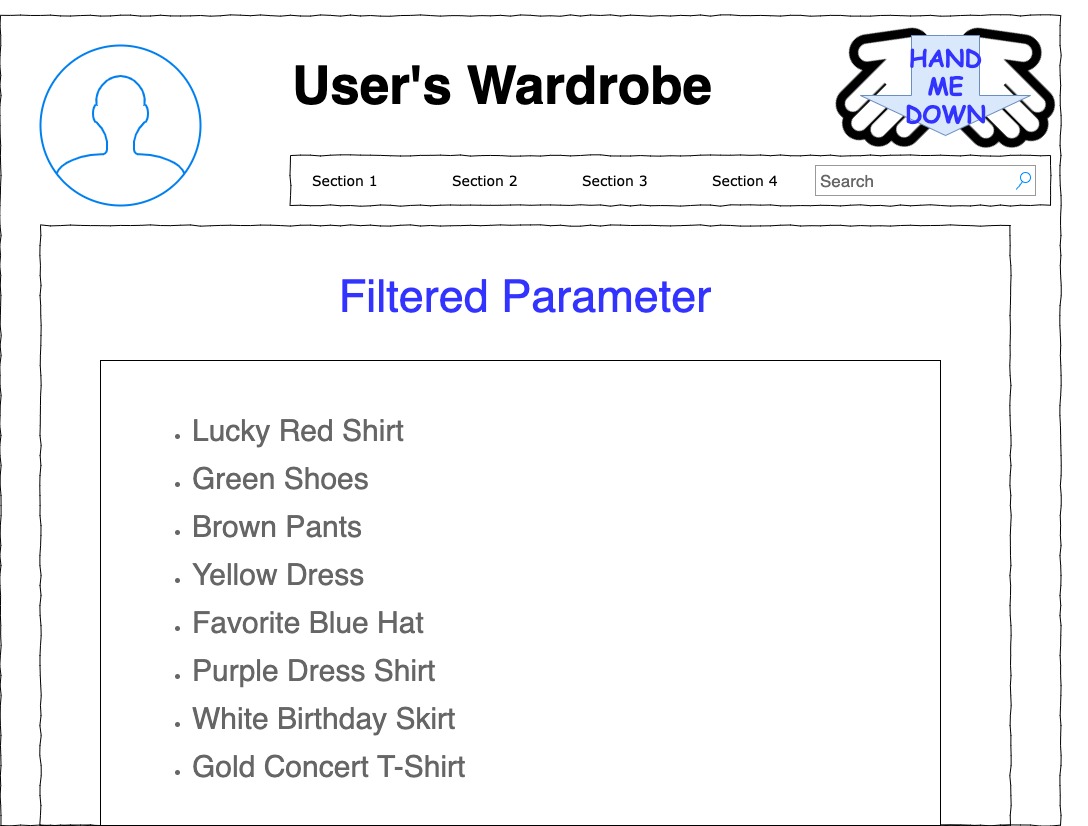 User's Wardrobe
HAND
ME
DOWN
Section 1 Section 2 Section 3 Section 4 Search
Filtered Parameter
• Lucky Red Shirt
• Green Shoes
• Brown Pants
• Yellow Dress
• Favorite Blue Hat
• Purple Dress Shirt
• White Birthday Skirt
• Gold Concert T-Shirt